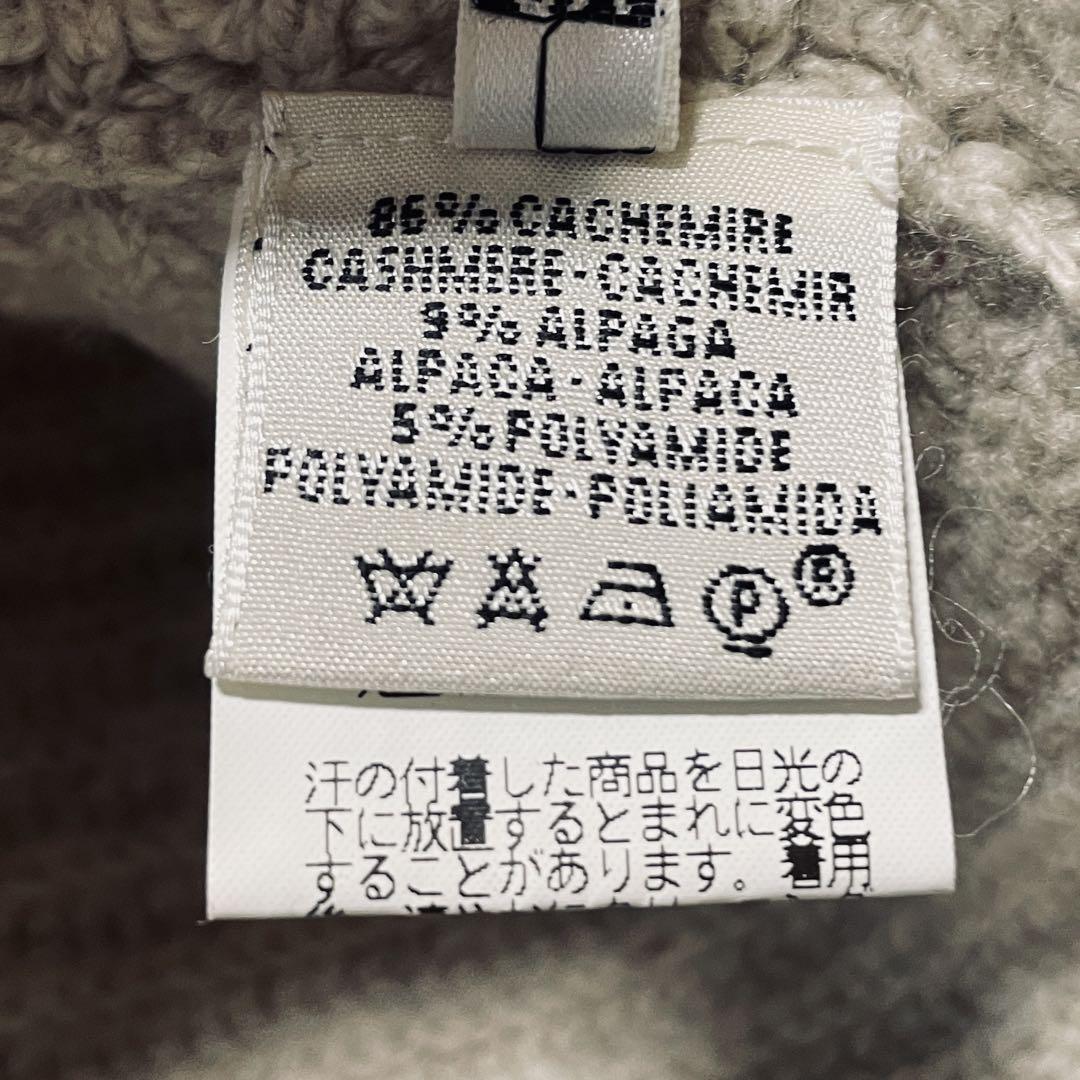 86% CACHEMIRE
CASHMERE-CACHEMIR
9% ALPAGA
ALPACA-ALPACA
5% POLYAMIDE
POLYAMIDE-POLIAMIDA
P ®
汗の付着した商品を日光の
下に放置するとまれに変色
することがあります。着用